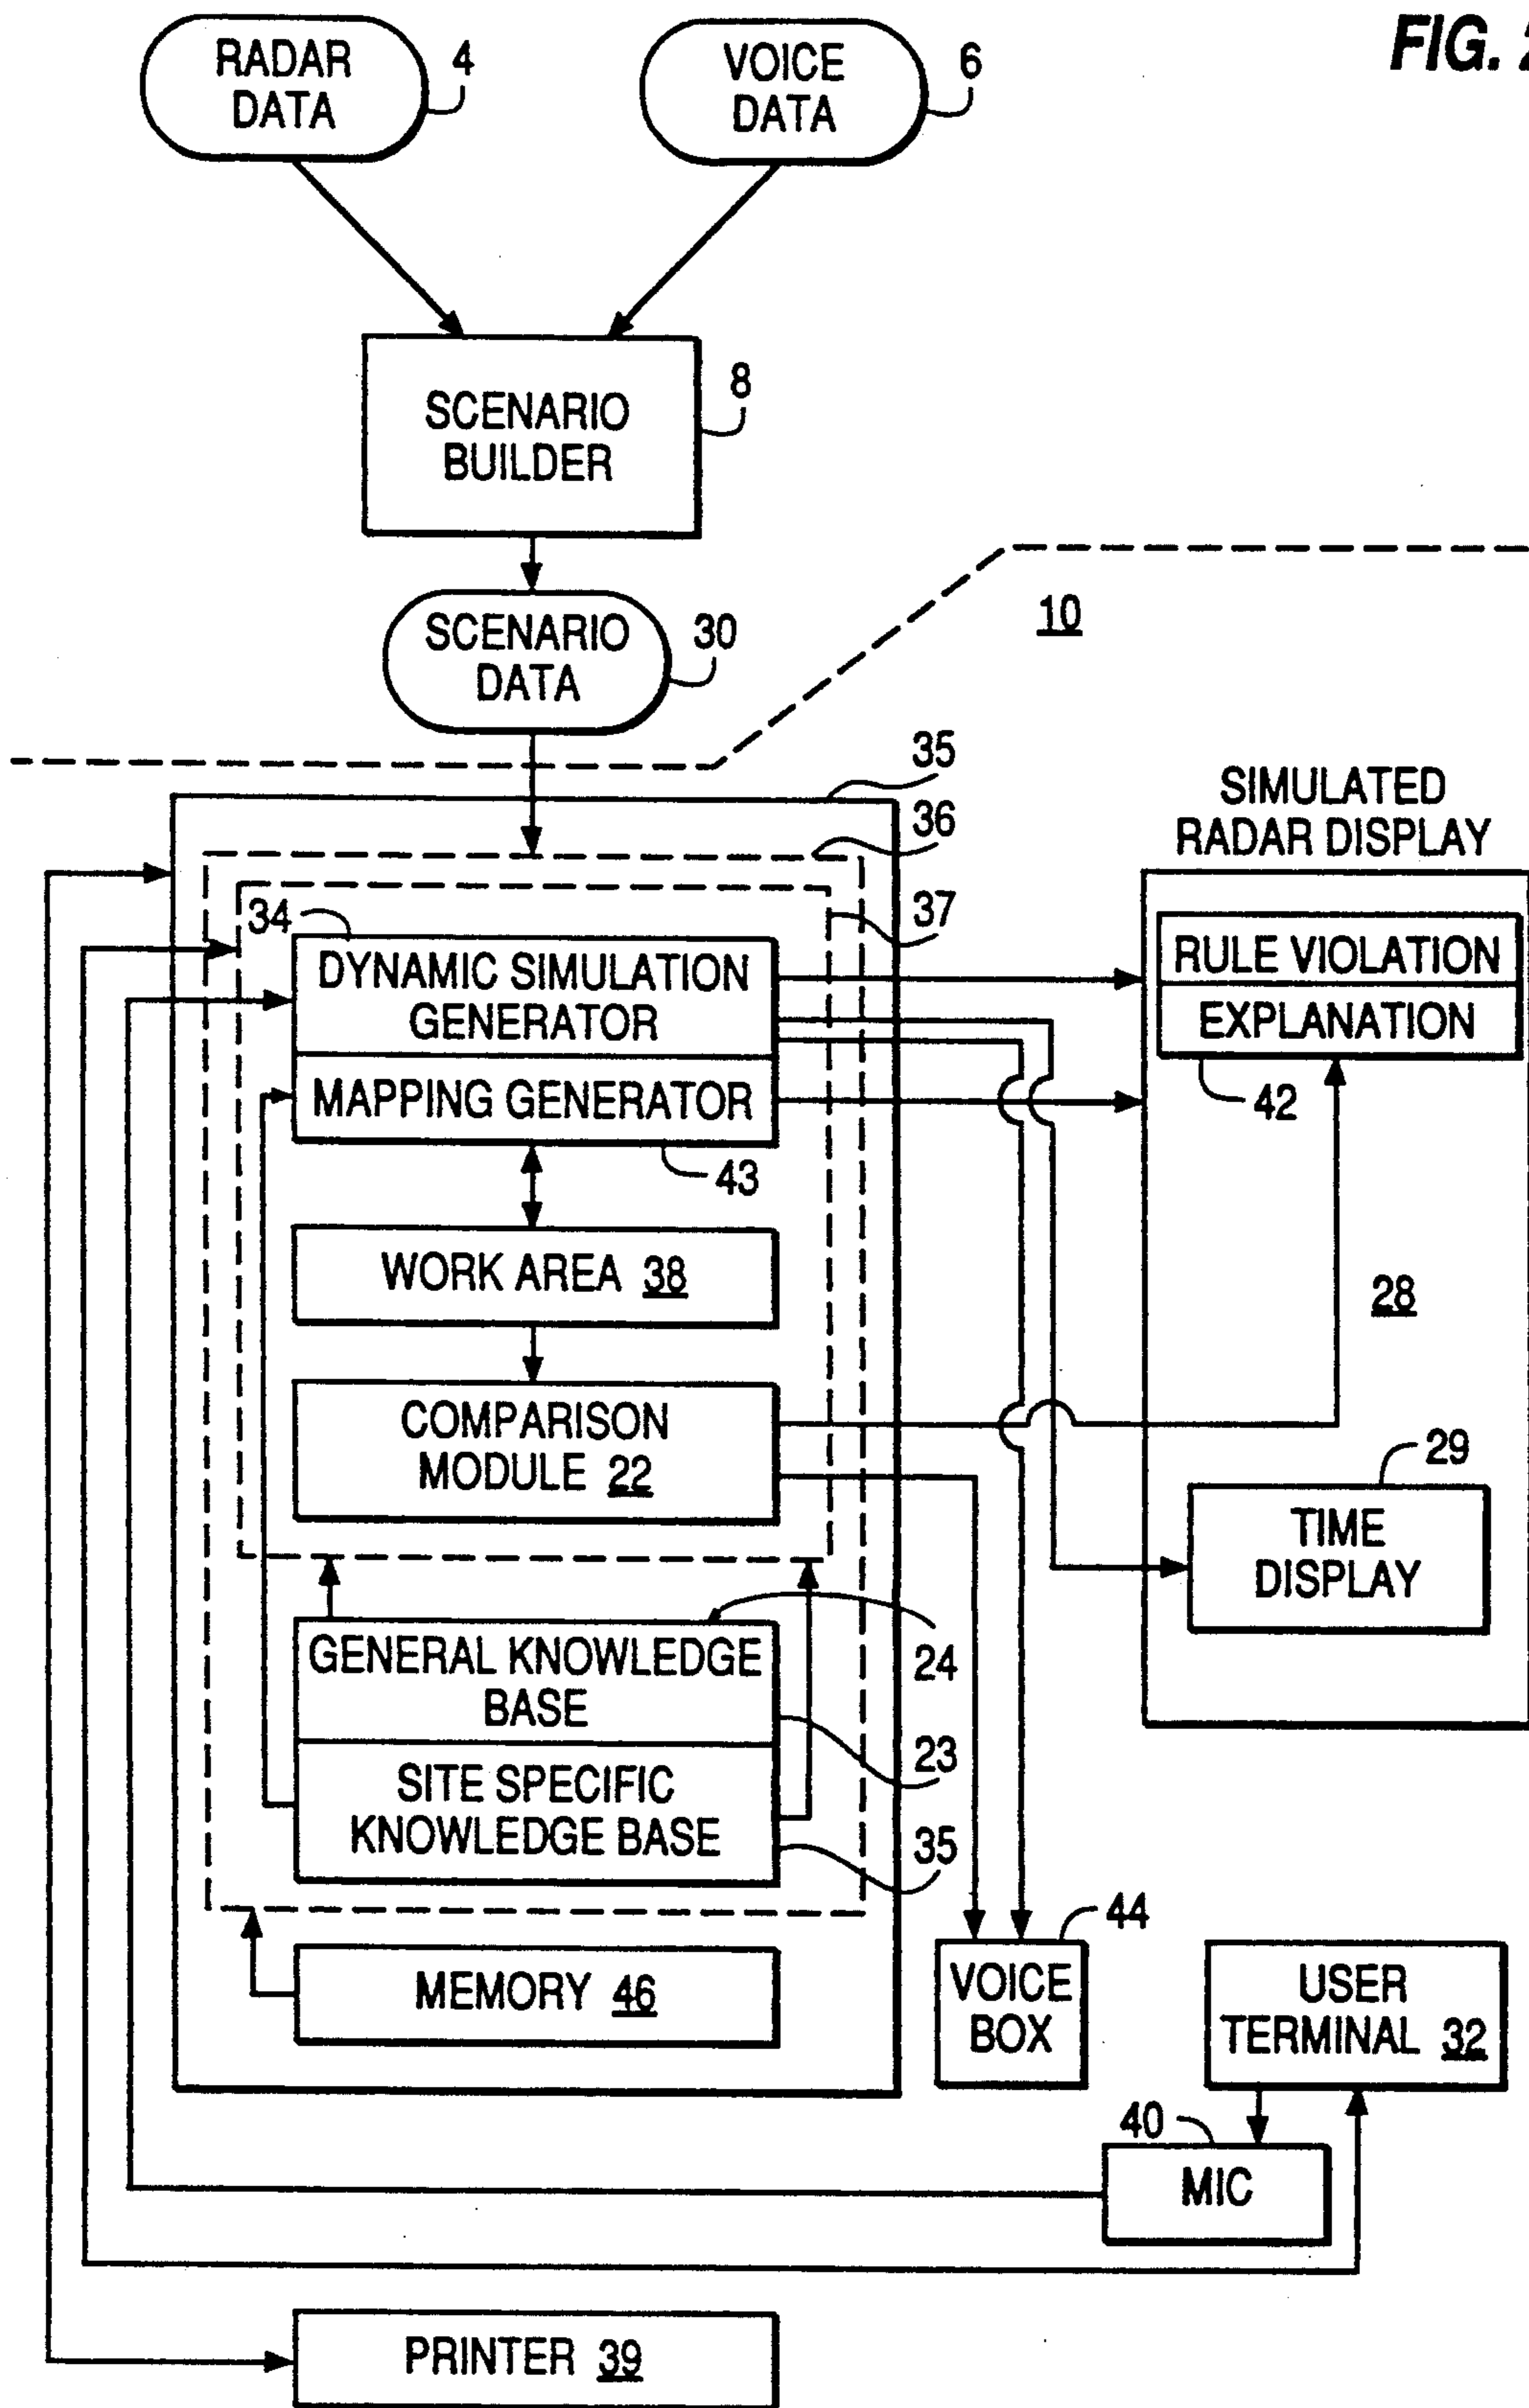 FIG. 2
RADAR
DATA
4
VOICE
DATA
6
SCENARIO
BUILDER
8
SCENARIO
DATA
30
10
35
36
37
SIMULATED
RADAR DISPLAY
34
DYNAMIC SIMULATION
GENERATOR
MAPPING GENERATOR
43
RULE VIOLATION
EXPLANATION
42
WORK AREA 38
28
COMPARISON
MODULE 22
29
TIME
DISPLAY
24
GENERAL KNOWLEDGE
BASE
23
SITE SPECIFIC
KNOWLEDGE BASE
35
MEMORY 46
44
VOICE
BOX
USER
TERMINAL 32
40
MIC
PRINTER 39